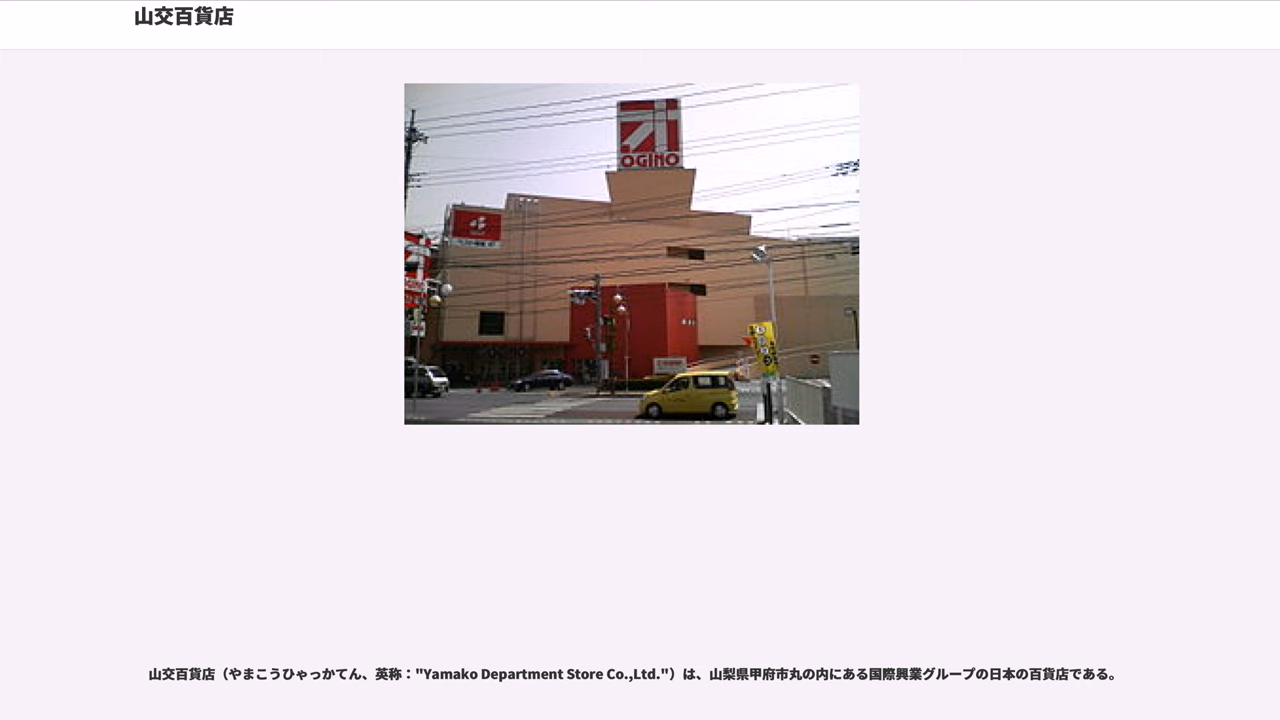 山交百貨店
OGINO
山交百貨店（やまこうひゃっかてん、英称："Yamako Department Store Co.,Ltd."）は、山梨県甲府市丸の内にある国際興業グループの日本の百貨店である。